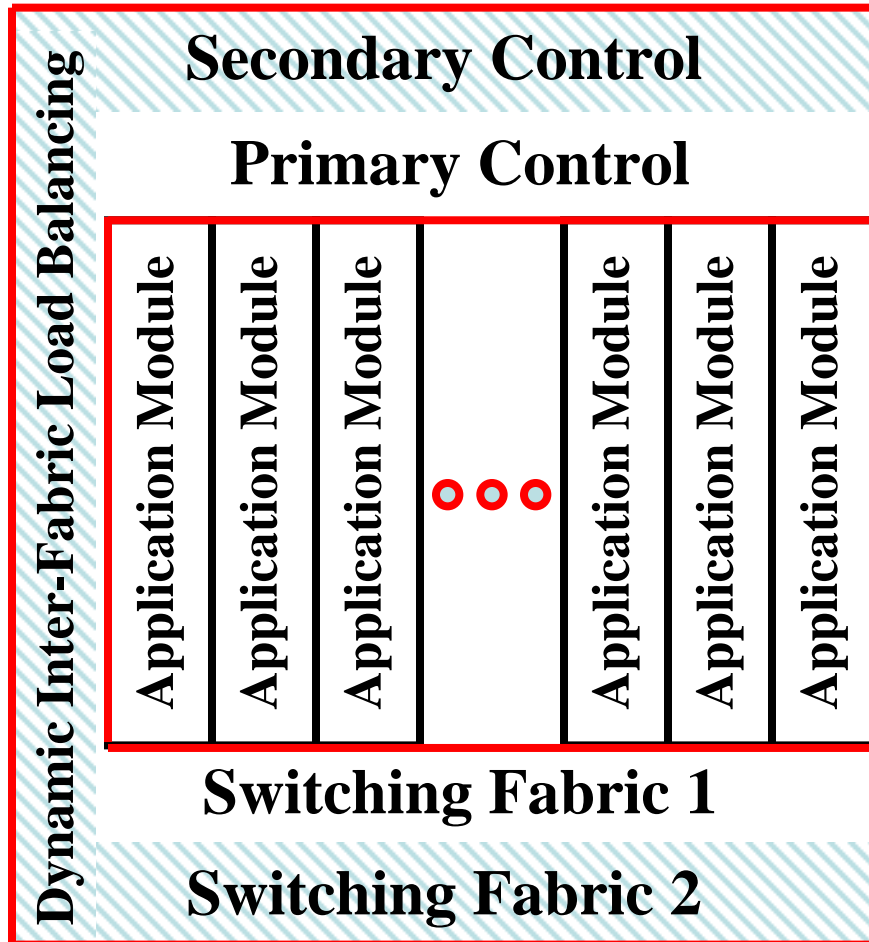 Secondary Control
Primary Control
Dynamic Inter-Fabric Load Balancing
Application Module
Application Module
Application Module
Application Module
Application Module
Application Module
Switching Fabric 1
Switching Fabric 2